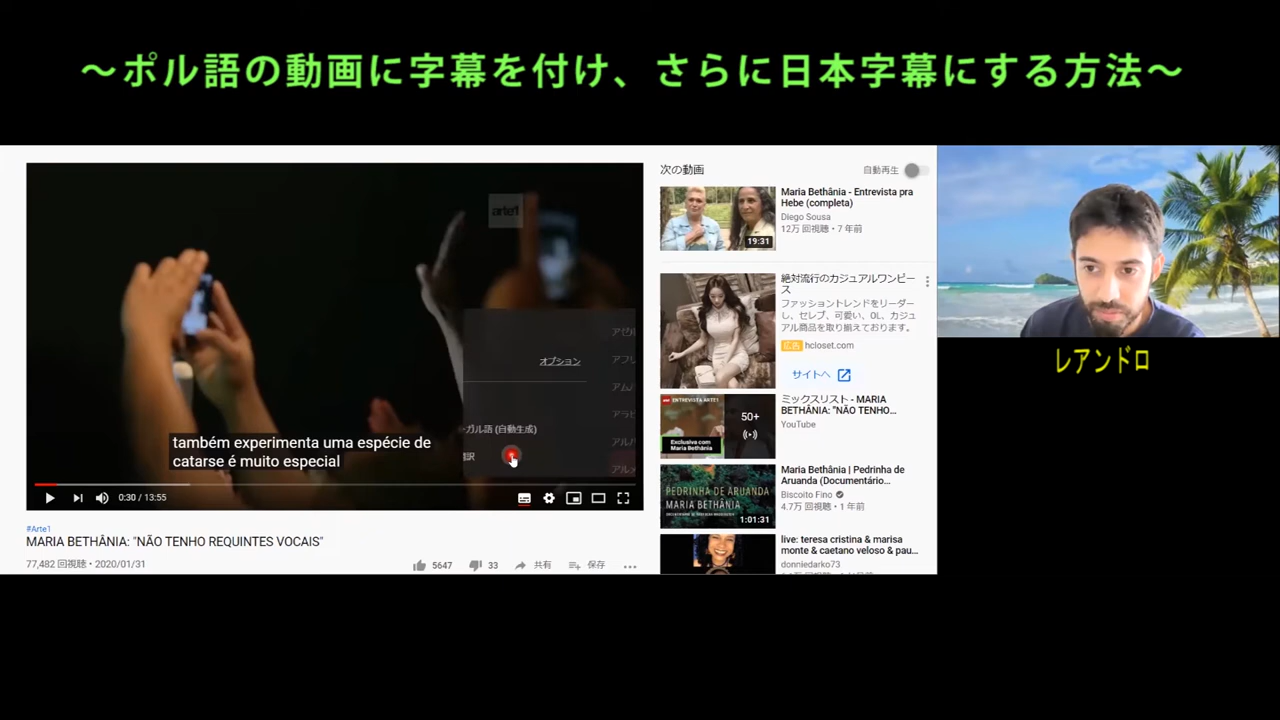 ～ポル語の動画に字幕を付け、さらに日本字幕にする方法～
arte1
オプション
ガル語 (自動生成)
também experimenta uma espécie de
catarse é muito especial
0:30 / 13:55
#Arte1
MARIA BETHÂNIA: "NÃO TENHO REQUINTES VOCAIS"
77,482 回視聴・2020/01/31
5647
33
共有
保存
次の動画
自動再生
19:31
Maria Bethânia - Entrevista pra
Hebe (completa)
Diego Sousa
12万 回視聴・7 年前
絶対流行のカジュアルワンピー
ス
ファッショントレンドをリーダー
し、セレブ、可愛い、OL、カジュ
アル商品を取り揃えております。
広告 hcloset.com
サイトへ
ENTREVISTA ARTE1
Exclusiva com
Maria Bethânia
50+
ミックスリスト - MARIA
BETHÂNIA: "NÃO TENHO...
YouTube
PEDRINHA DE ARUANDA
MARIA BETHÂNIA
1:01:31
Maria Bethânia | Pedrinha de
Aruanda (Documentário...
Biscoito Fino
4.7万 回視聴・1 年前
live: teresa cristina & marisa
monte & caetano veloso & pau...
donniedarko73
レアンドロ